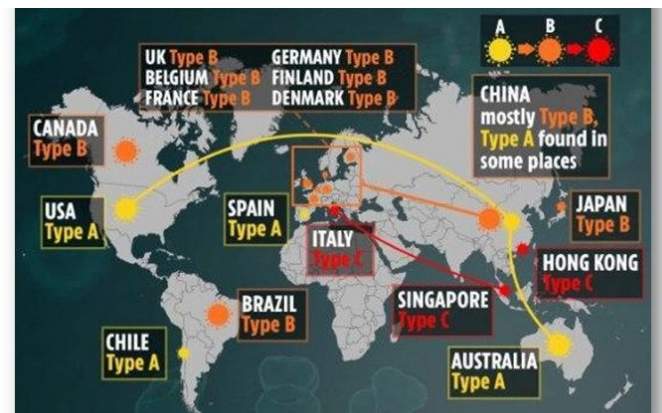 A B C
UK Type B
BELGIUM Type B
FRANCE Type B
GERMANY Type B
FINLAND Type B
DENMARK Type B
CHINA
mostly Type B,
Type A found in
some places
CANADA
Type B
USA
Type A
SPAIN
Type A
ITALY
Type C
JAPAN
Type B
HONG KONG
Type C
SINGAPORE
Type C
BRAZIL
Type B
CHILE
Type A
AUSTRALIA
Type A